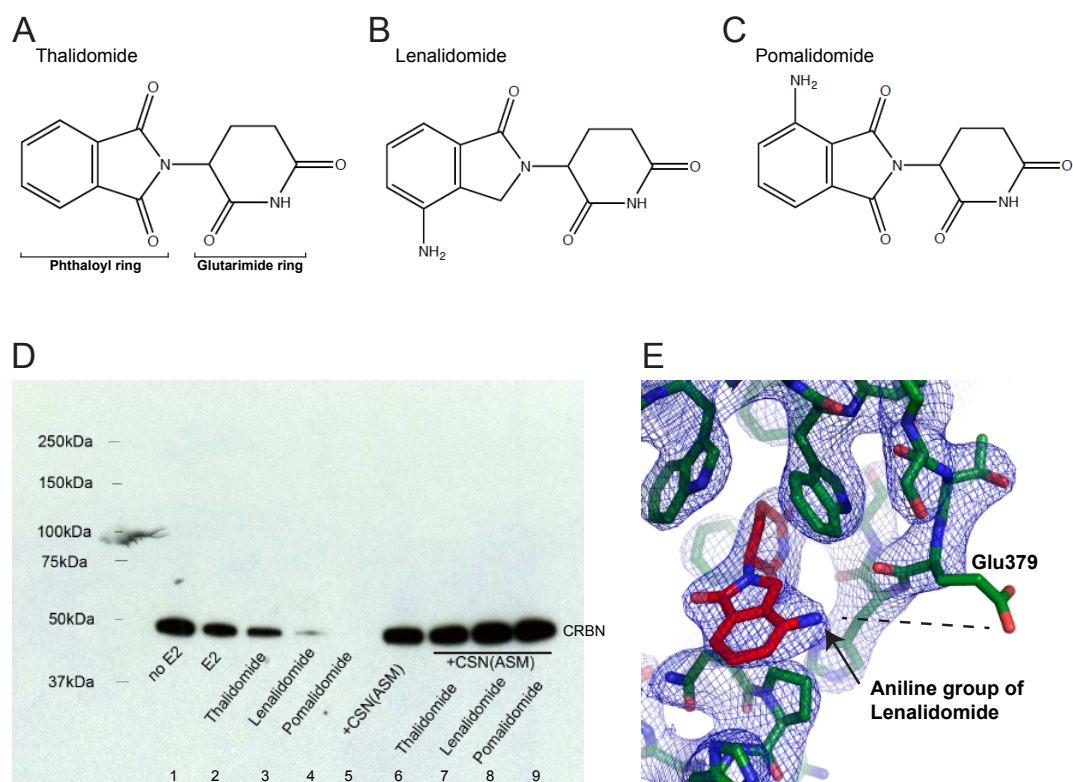 A
Thalidomide
O
N
O
O
NH
O
Phthaloyl ring
Glutarimide ring
B
Lenalidomide
O
N
O
O
NH
NH2
C
Pomalidomide
NH2
O
N
O
O
NH
O
D
250kDa
150kDa
100kDa
75kDa
50kDa
37kDa
CRBN
no E2
E2
Thalidomide
Lenalidomide
Pomalidomide
+CSN(ASM)
+CSN(ASM)
Thalidomide
Lenalidomide
Pomalidomide
1 2 3 4 5 6 7 8 9
E
Glu379
Aniline group of
Lenalidomide